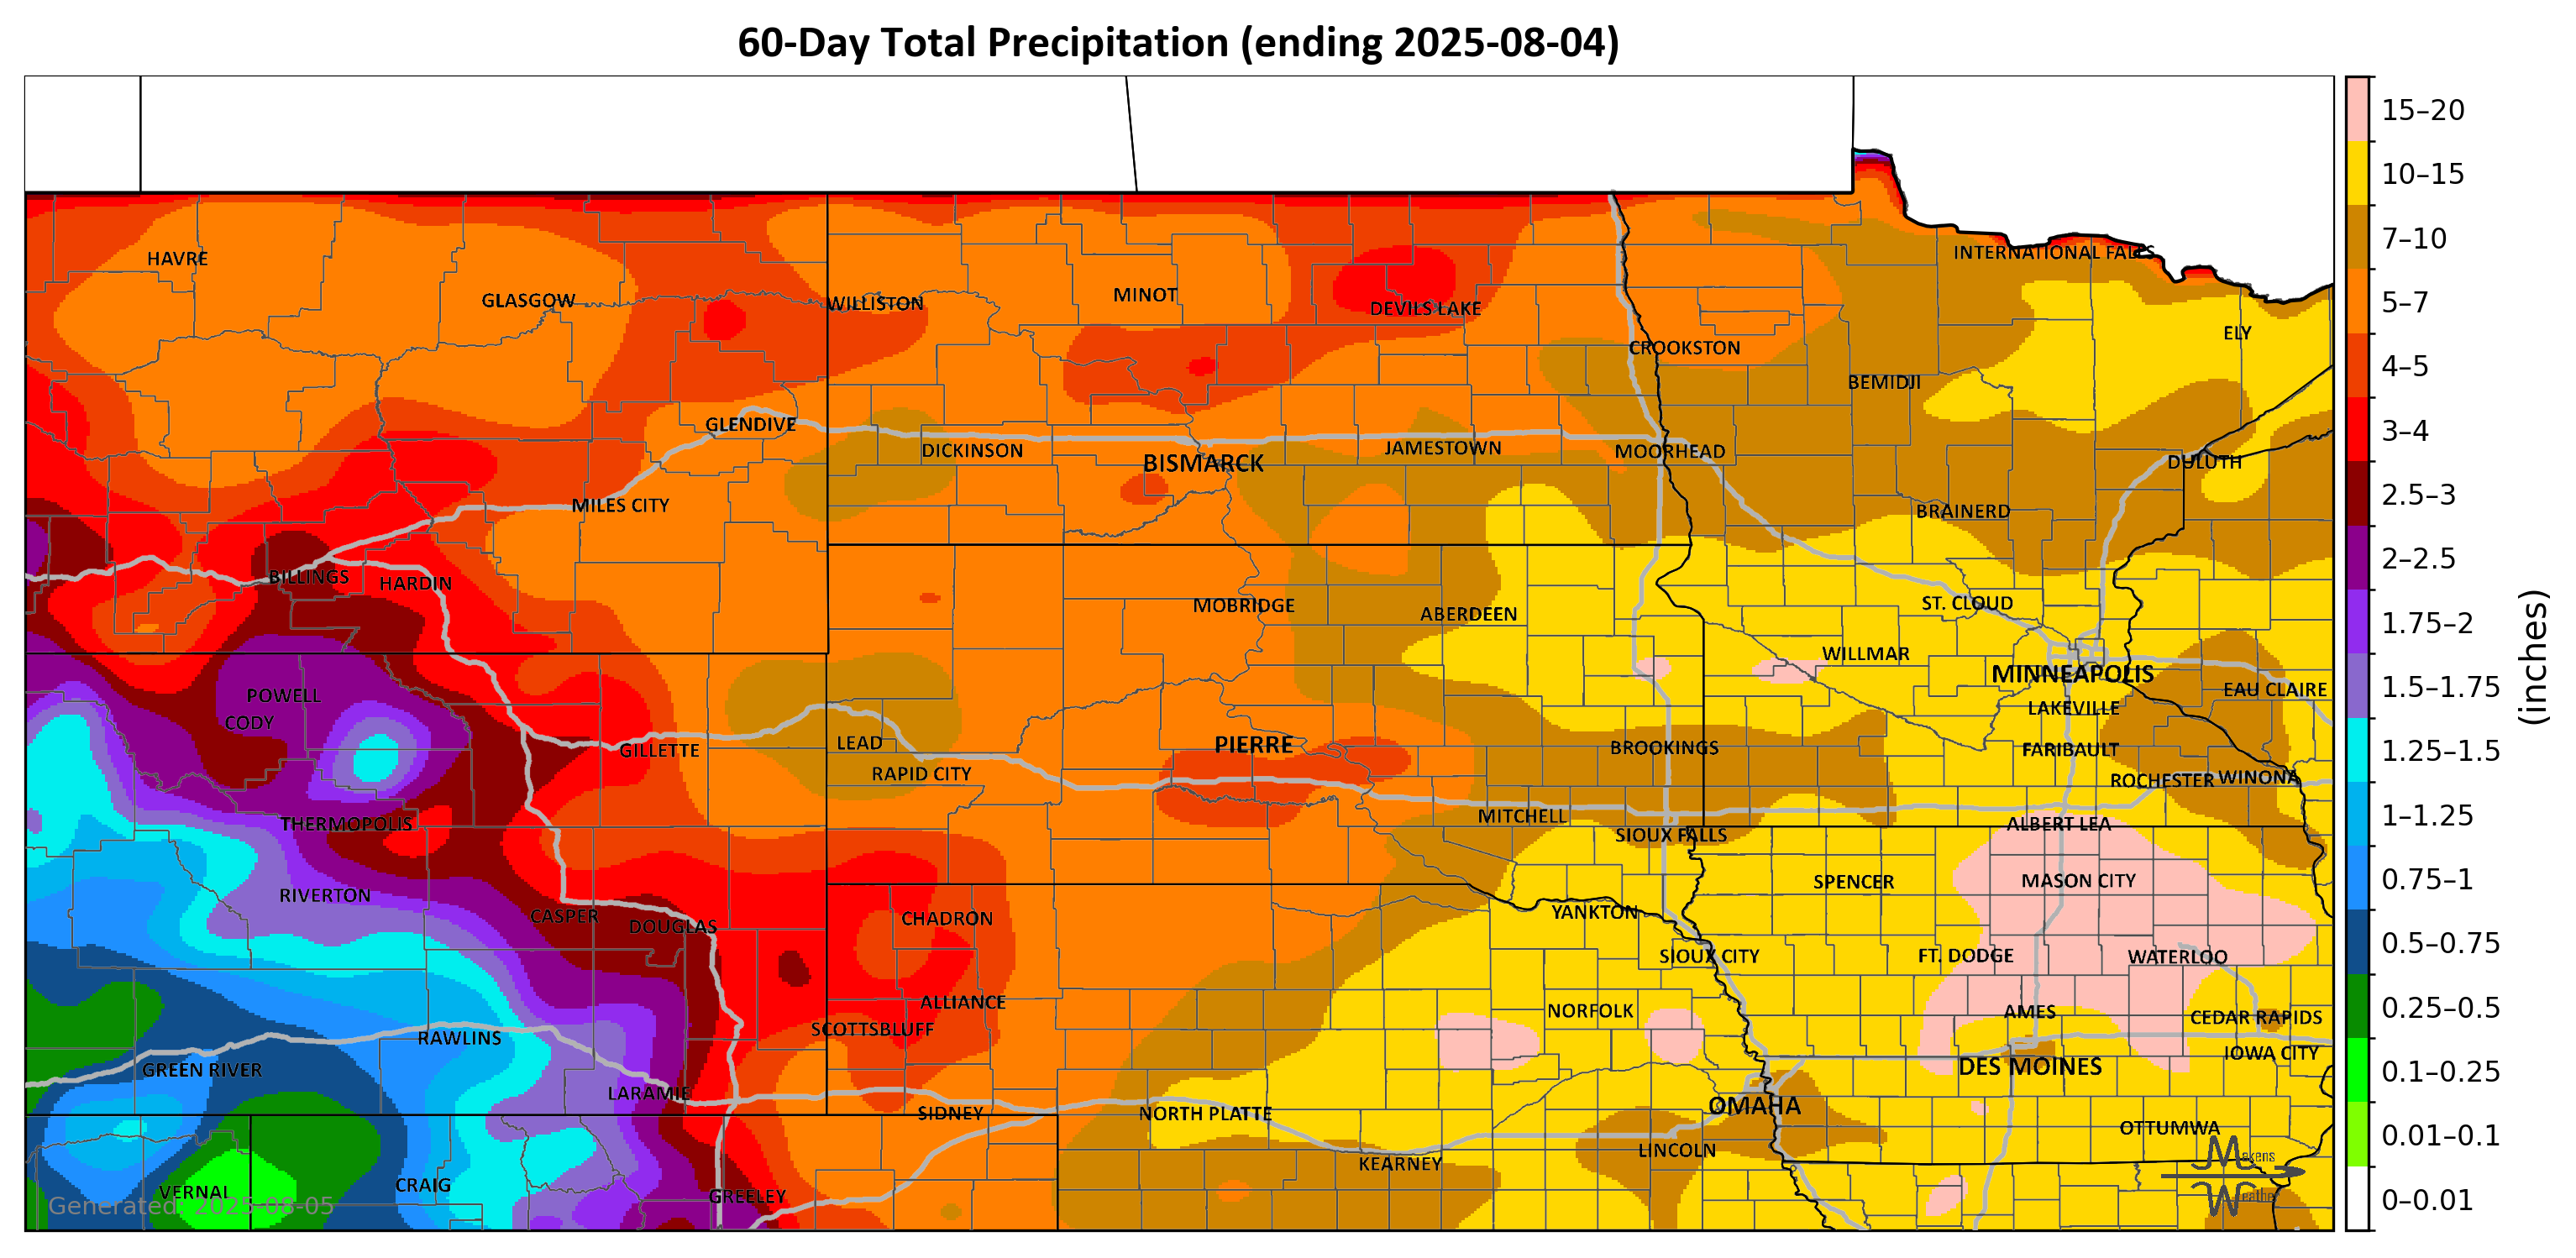 60-Day Total Precipitation (ending 2025-08-04)
15–20
10–15
7–10
5–7
4–5
3–4
2.5–3
2–2.5
1.75–2
1.5–1.75
1.25–1.5
1–1.25
0.75–1
0.5–0.75
0.25–0.5
0.1–0.25
0.01–0.1
0–0.01
(inches)
INTERNATIONAL FALLS
HAVRE
GLASGOW
WILLISTON
MINOT
DEVILS LAKE
ELY
CROOKSTON
BEMIDJI
GLENDIVE
DICKINSON
BISMARCK
JAMESTOWN
MOORHEAD
DULUTH
MILES CITY
BRAINERD
BILLINGS
HARDIN
MOBRIDGE
ABERDEEN
ST. CLOUD
WILLMAR
MINNEAPOLIS
EAU CLAIRE
POWELL
CODY
LAKEVILLE
GILLETTE
LEAD
PIERRE
BROOKINGS
FARIBAULT
RAPID CITY
ROCHESTER
WINONA
THERMOPOLIS
MITCHELL
SIOUX FALLS
ALBERT LEA
RIVERTON
SPENCER
MASON CITY
CASPER
DOUGLAS
CHADRON
YANKTON
SIOUX CITY
FT. DODGE
WATERLOO
ALLIANCE
NORFOLK
AMES
CEDAR RAPIDS
SCOTTSBLUFF
RAWLINS
GREEN RIVER
DES MOINES
IOWA CITY
LARAMIE
SIDNEY
NORTH PLATTE
OMAHA
OTTUMWA
LINCOLN
KEARNEY
VERNAL
CRAIG
GREELEY
Generated: 2025-08-05
Makens
Weather